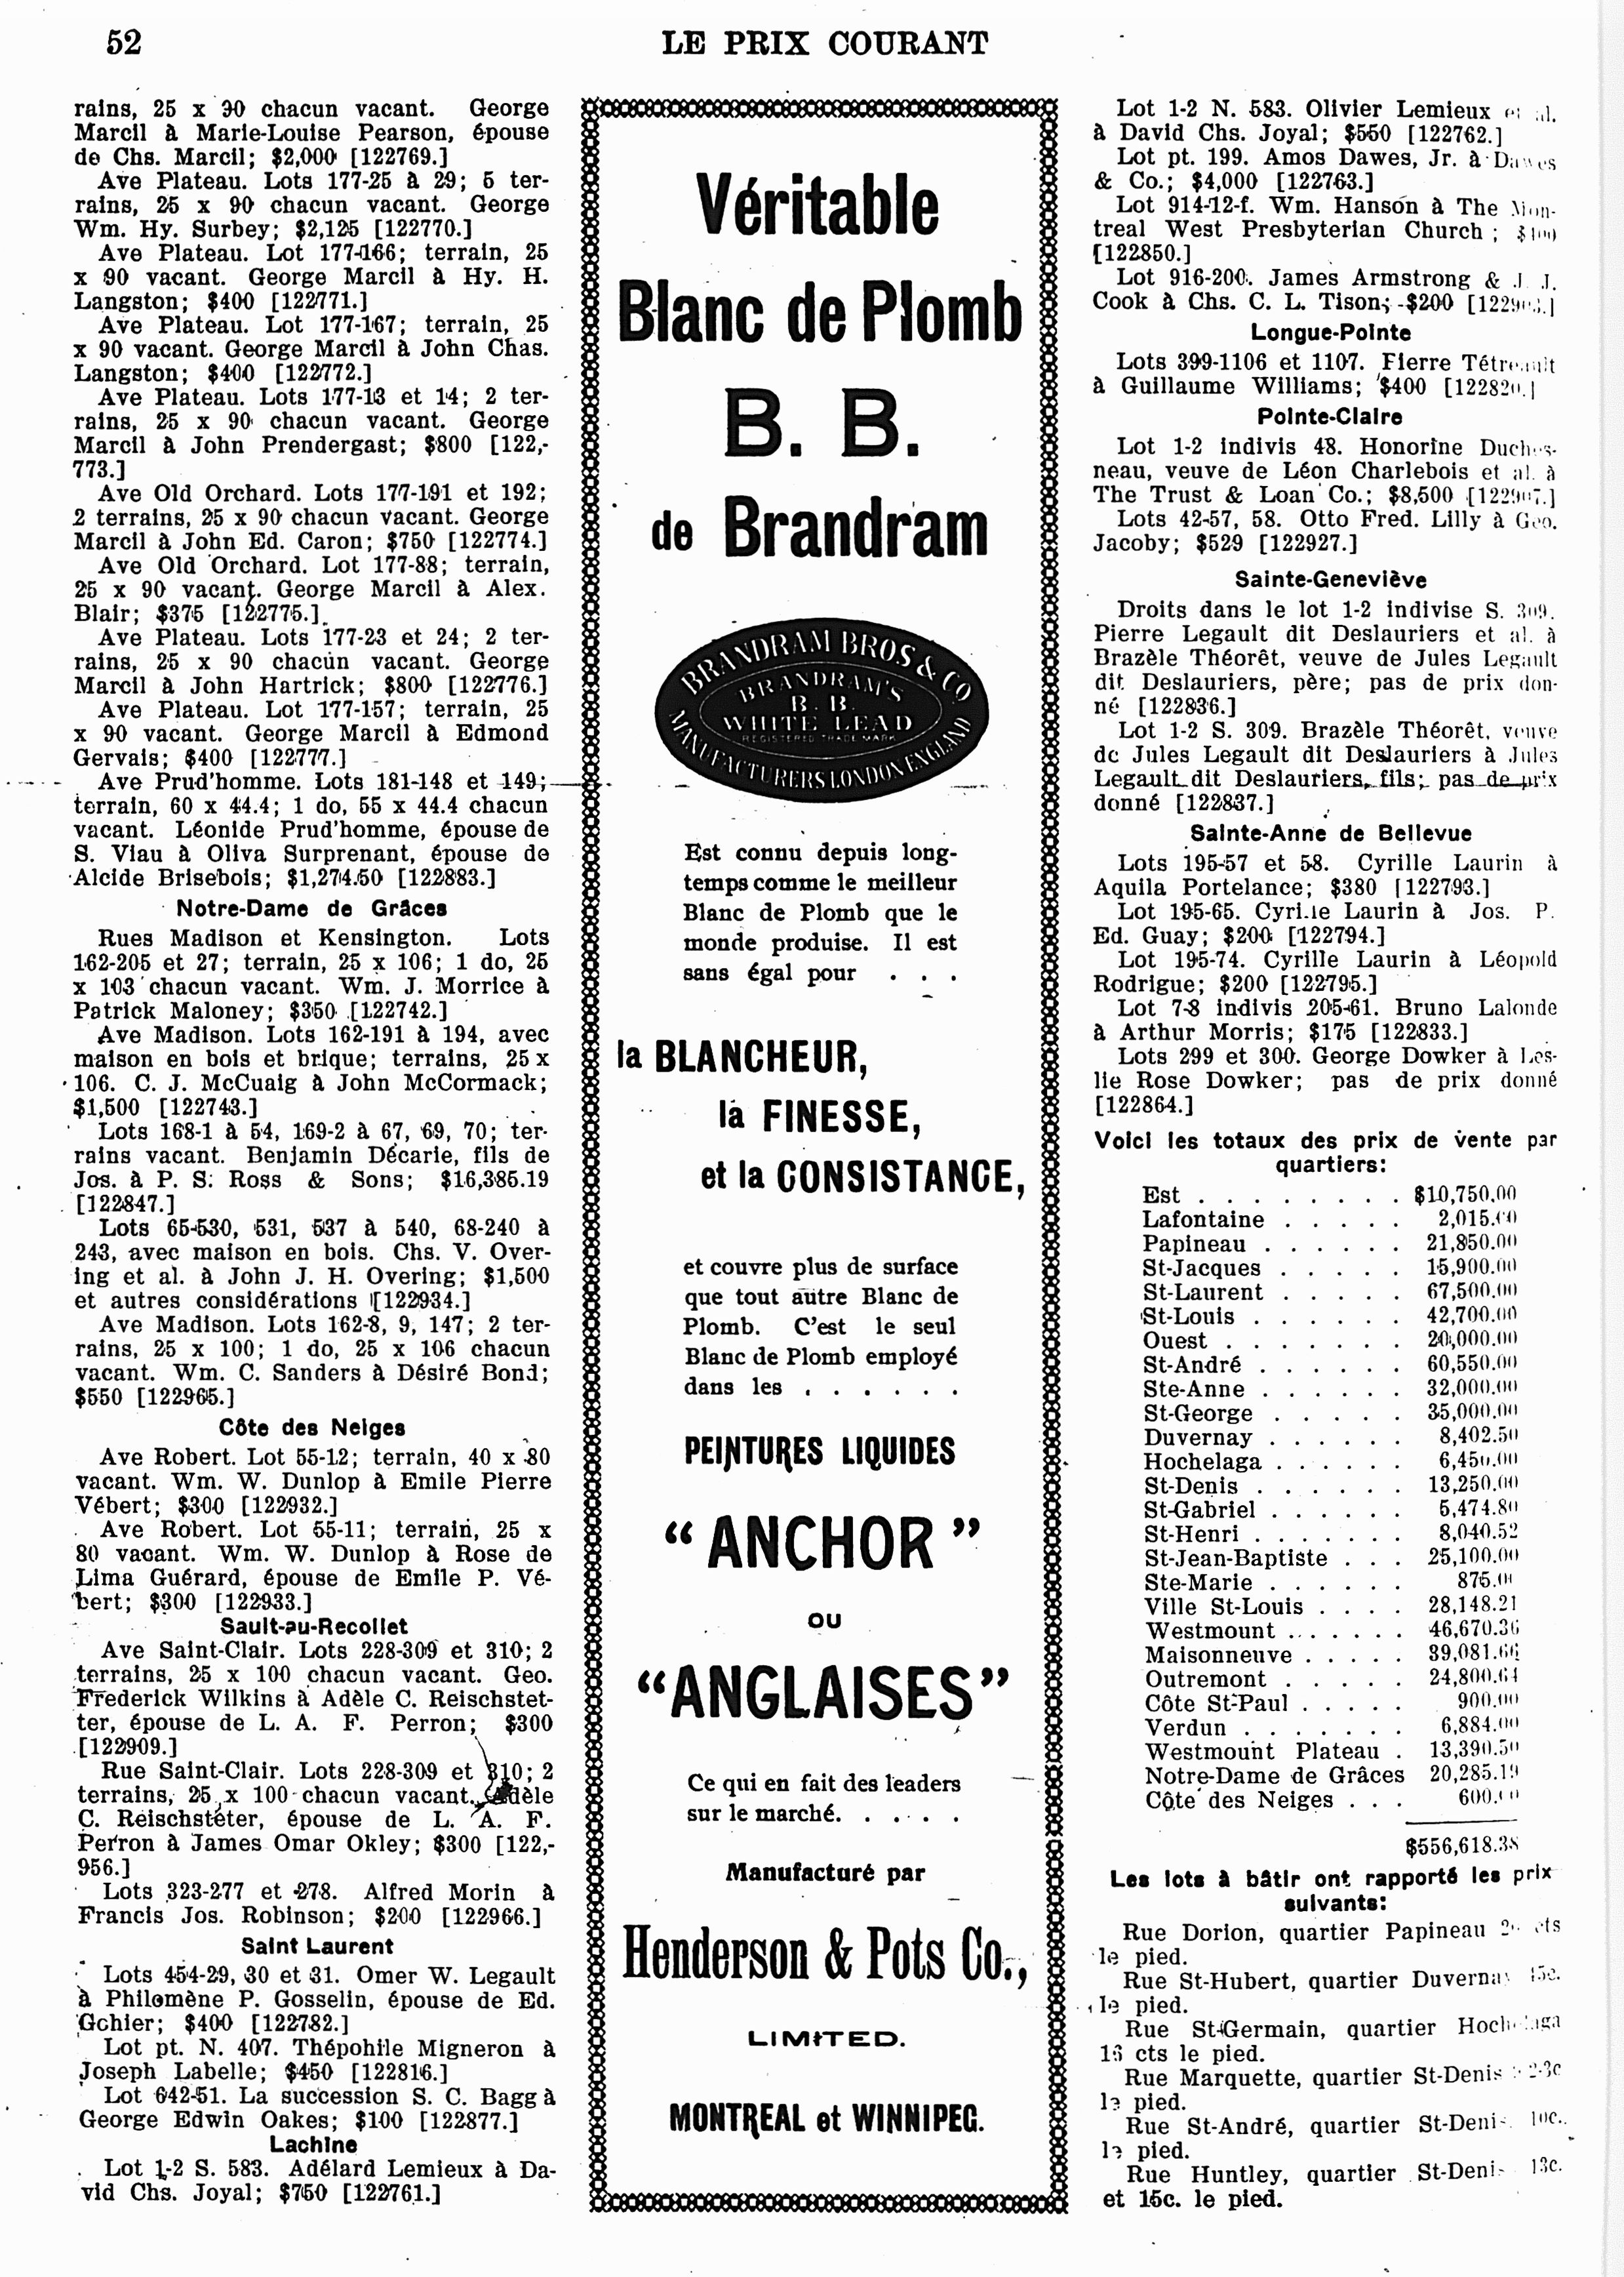 52
LE PRIX COURANT
rains, 25 x 90 chacun vacant. George
Marcil à Marie-Louise Pearson, épouse
de Chs. Marcil; $2,000 [122769.]
Ave Plateau. Lots 177-25 à 29; 5 ter-
rains, 25 x 90 chacun vacant. George
Wm. Hy. Surbey; $2,125 [122770.]
Ave Plateau. Lot 177-166; terrain, 25
x 90 vacant. George Marcil à Hy. H.
Langston; $400 [122771.]
Ave Plateau. Lot 177-167; terrain, 25
x 90 vacant. George Marcil à John Chas.
Langston; $400 [122772.]
Ave Plateau. Lots 177-13 et 14; 2 ter-
rains, 25 x 90 chacun vacant. George
Marcil à John Prendergast; $800 [122,-
773.]
Ave Old Orchard. Lots 177-191 et 192;
2 terrains, 25 x 90 chacun vacant. George
Marcil à John Ed. Caron; $750 [122774.]
Ave Old Orchard. Lot 177-88; terrain,
25 x 90 vacant. George Marcil à Alex.
Blair; $375 [122775.]
Ave Plateau. Lots 177-23 et 24; 2 ter-
rains, 25 x 90 chacun vacant. George
Marcil à John Hartrick; $800 [122776.]
Ave Plateau. Lot 177-157; terrain, 25
x 90 vacant. George Marcil à Edmond
Gervais; $400 [122777.]
Ave Prud'homme. Lots 181-148 et 149;
terrain, 60 x 44.4; 1 do, 55 x 44.4 chacun
vacant. Léonide Prud'homme, épouse de
S. Viau à Oliva Surprenant, épouse de
Alcide Brisebois; $1,274.50 [122883.]
Notre-Dame de Grâces
Rues Madison et Kensington. Lots
162-205 et 27; terrain, 25 x 106; 1 do, 25
x 103 chacun vacant. Wm. J. Morrice à
Patrick Maloney; $350 [122742.]
Ave Madison. Lots 162-191 à 194, avec
maison en bois et brique; terrains, 25 x
106. C. J. McCuaig à John McCormack;
$1,500 [122743.]
Lots 168-1 à 54, 169-2 à 67, 69, 70; ter-
rains vacant. Benjamin Décarie, fils de
Jos. à P. S. Ross & Sons; $16,385.19
[122847.]
Lots 65-530, 531, 537 à 540, 68-240 à
243, avec maison en bois. Chs. V. Over-
ing et al. à John J. H. Overing; $1,500
et autres considérations [122934.]
Ave Madison. Lots 162-8, 9, 147; 2 ter-
rains, 25 x 100; 1 do, 25 x 106 chacun
vacant. Wm. C. Sanders à Désiré Bond;
$550 [122965.]
Côte des Neiges
Ave Robert. Lot 55-12; terrain, 40 x 80
vacant. Wm. W. Dunlop à Emile Pierre
Vébert; $300 [122932.]
Ave Robert. Lot 55-11; terrain, 25 x
80 vacant. Wm. W. Dunlop à Rose de
Lima Guérard, épouse de Emile P. Vé-
bert; $300 [122933.]
Sault-au-Recollet
Ave Saint-Clair. Lots 228-309 et 310; 2
terrains, 25 x 100 chacun vacant. Geo.
Frederick Wilkins à Adèle C. Reischstet-
ter, épouse de L. A. F. Perron; $300
[122909.]
Rue Saint-Clair. Lots 228-309 et 310; 2
terrains, 25 x 100 chacun vacant. Adèle
C. Reischsteter, épouse de L. A. F.
Perron à James Omar Okley; $300 [122,-
956.]
Lots 323-277 et 278. Alfred Morin à
Francis Jos. Robinson; $200 [122966.]
Saint Laurent
Lots 454-29, 30 et 31. Omer W. Legault
à Philomène P. Gosselin, épouse de Ed.
Gohier; $400 [122782.]
Lot pt. N. 407. Thépohile Migneron à
Joseph Labelle; $450 [122816.]
Lot 642-51. La succession S. C. Bagg à
George Edwin Oakes; $100 [122877.]
Lachine
Lot 1-2 S. 583. Adélard Lemieux à Da-
vid Chs. Joyal; $750 [122761.]
Véritable
Blanc de Plomb
B. B.
de Brandram
BRANDRAM BROS & CO
BRANDRAM'S
B. B.
WHITE LEAD
REGISTERED TRADE MARK
MANUFACTURERS LONDON ENGLAND
Est connu depuis long-
temps comme le meilleur
Blanc de Plomb que le
monde produise. Il est
sans égal pour . . .
la BLANCHEUR,
la FINESSE,
et la CONSISTANCE,
et couvre plus de surface
que tout autre Blanc de
Plomb. C'est le seul
Blanc de Plomb employé
dans les . . . . . .
PEINTURES LIQUIDES
"ANCHOR"
OU
"ANGLAISES"
Ce qui en fait des leaders
sur le marché. . . . .
Manufacturé par
Henderson & Pots Co.,
LIMITED.
MONTREAL et WINNIPEG.
Lot 1-2 N. 583. Olivier Lemieux et al.
à David Chs. Joyal; $550 [122762.]
Lot pt. 199. Amos Dawes, Jr. à Dawes
& Co.; $4,000 [122763.]
Lot 914-12-f. Wm. Hanson à The Mon-
treal West Presbyterian Church; $400
[122850.]
Lot 916-200. James Armstrong & J. J.
Cook à Chs. C. L. Tison; $200
Longue-Pointe
Lots 399-1106 et 1107. Pierre Tétreault
à Guillaume Williams; $400 [122820.]
Pointe-Claire
Lot 1-2 indivis 48. Honorine Duches-
neau, veuve de Léon Charlebois et al. à
The Trust & Loan Co.; $8,500 [122907.]
Lots 42-57, 58. Otto Fred. Lilly à Geo.
Jacoby; $529 [122927.]
Sainte-Geneviève
Droits dans le lot 1-2 indivise S. 309.
Pierre Legault dit Deslauriers et al. à
Brazèle Théorêt, veuve de Jules Legault
dit Deslauriers, père; pas de prix don-
né [122836.]
Lot 1-2 S. 309. Brazèle Théorêt, veuve
de Jules Legault dit Deslauriers à Jules
Legault dit Deslauriers, fils; pas de prix
donné [122837.]
Sainte-Anne de Bellevue
Lots 195-57 et 58. Cyrille Laurin à
Aquila Portelance; $380 [122793.]
Lot 195-65. Cyrille Laurin à Jos. P.
Ed. Guay; $200 [122794.]
Lot 195-74. Cyrille Laurin à Léopold
Rodrigue; $200 [122795.]
Lot 7-8 indivis 205-61. Bruno Lalonde
à Arthur Morris; $175 [122833.]
Lots 299 et 300. George Dowker à Les-
lie Rose Dowker; pas de prix donné
[122864.]
Voici les totaux des prix de vente par
quartiers:
Est . . . . . . . . . $10,750.00
Lafontaine . . . . . 2,015.00
Papineau . . . . . . 21,850.00
St-Jacques . . . . . 15,900.00
St-Laurent . . . . . 67,500.00
St-Louis . . . . . . 42,700.00
Ouest . . . . . . . 20,000.00
St-André . . . . . . 60,550.00
Ste-Anne . . . . . . 32,000.00
St-George . . . . . 35,000.00
Duvernay . . . . . . 8,402.50
Hochelaga . . . . . . 6,450.00
St-Denis . . . . . . 13,250.00
St-Gabriel . . . . . 5,474.80
St-Henri . . . . . . . 8,040.52
St-Jean-Baptiste . . . 25,100.00
Ste-Marie . . . . . . 875.00
Ville St-Louis . . . . 28,148.21
Westmount . . . . . . 46,670.36
Maisonneuve . . . . . 39,081.66
Outremont . . . . . 24,800.64
Côte St-Paul . . . . . 900.00
Verdun . . . . . . . 6,884.00
Westmount Plateau . 13,390.50
Notre-Dame de Grâces 20,285.19
Côte des Neiges . . . 600.00
$556,618.38
Les lots à bâtir ont rapporté les prix
suivants:
Rue Dorion, quartier Papineau cts
le pied.
Rue St-Hubert, quartier Duvernay 15c.
le pied.
Rue St-Germain, quartier Hochelaga
16 cts le pied.
Rue Marquette, quartier St-Denis
le pied.
Rue St-André, quartier St-Denis 10c.
le pied.
Rue Huntley, quartier St-Denis 13c.
et 15c. le pied.